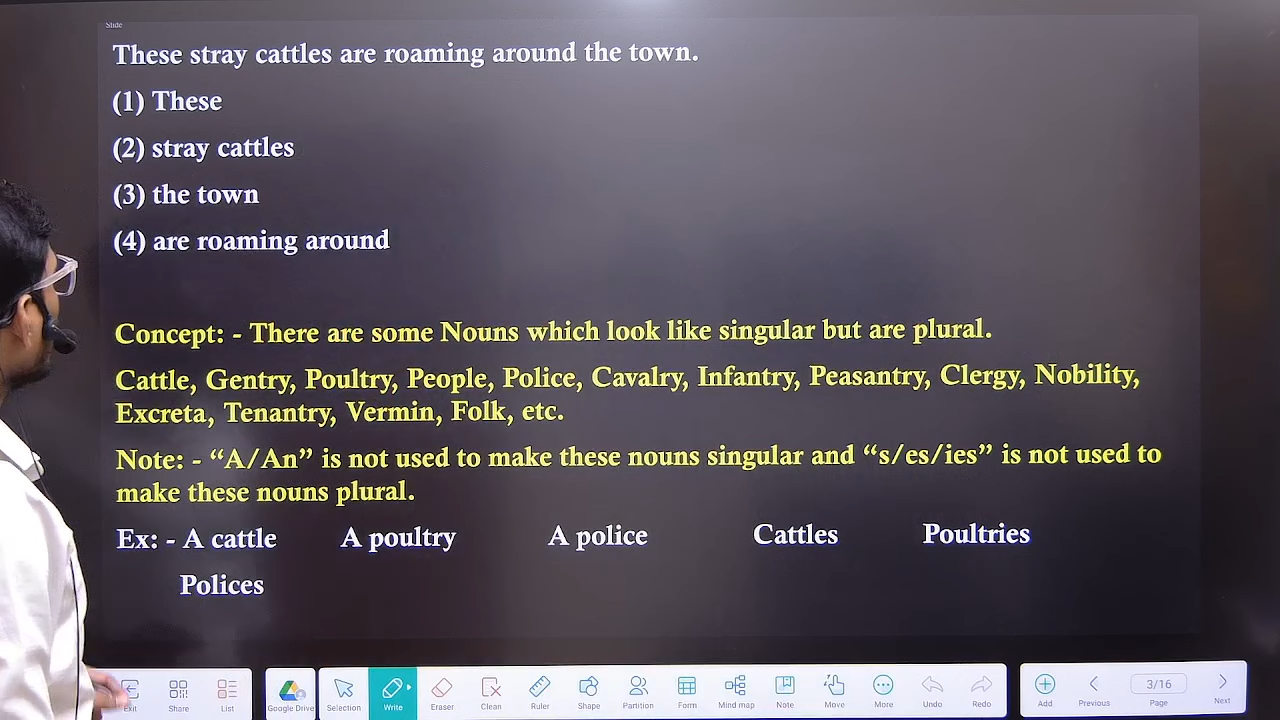 Slide
These stray cattles are roaming around the town.
(1) These
(2) stray cattles
(3) the town
(4) are roaming around
Concept: - There are some Nouns which look like singular but are plural.
Cattle, Gentry, Poultry, People, Police, Cavalry, Infantry, Peasantry, Clergy, Nobility,
Excreta, Tenantry, Vermin, Folk, etc.
Note: - “A/An” is not used to make these nouns singular and “s/es/ies” is not used to
make these nouns plural.
Ex: - A cattle A poultry A police Cattles Poultries
Polices
Exit Share List Google Drive Selection Write Eraser Clean Ruler Shape Partition Form Mind map Note Move More Undo Redo Add Previous 3/16 Page Next